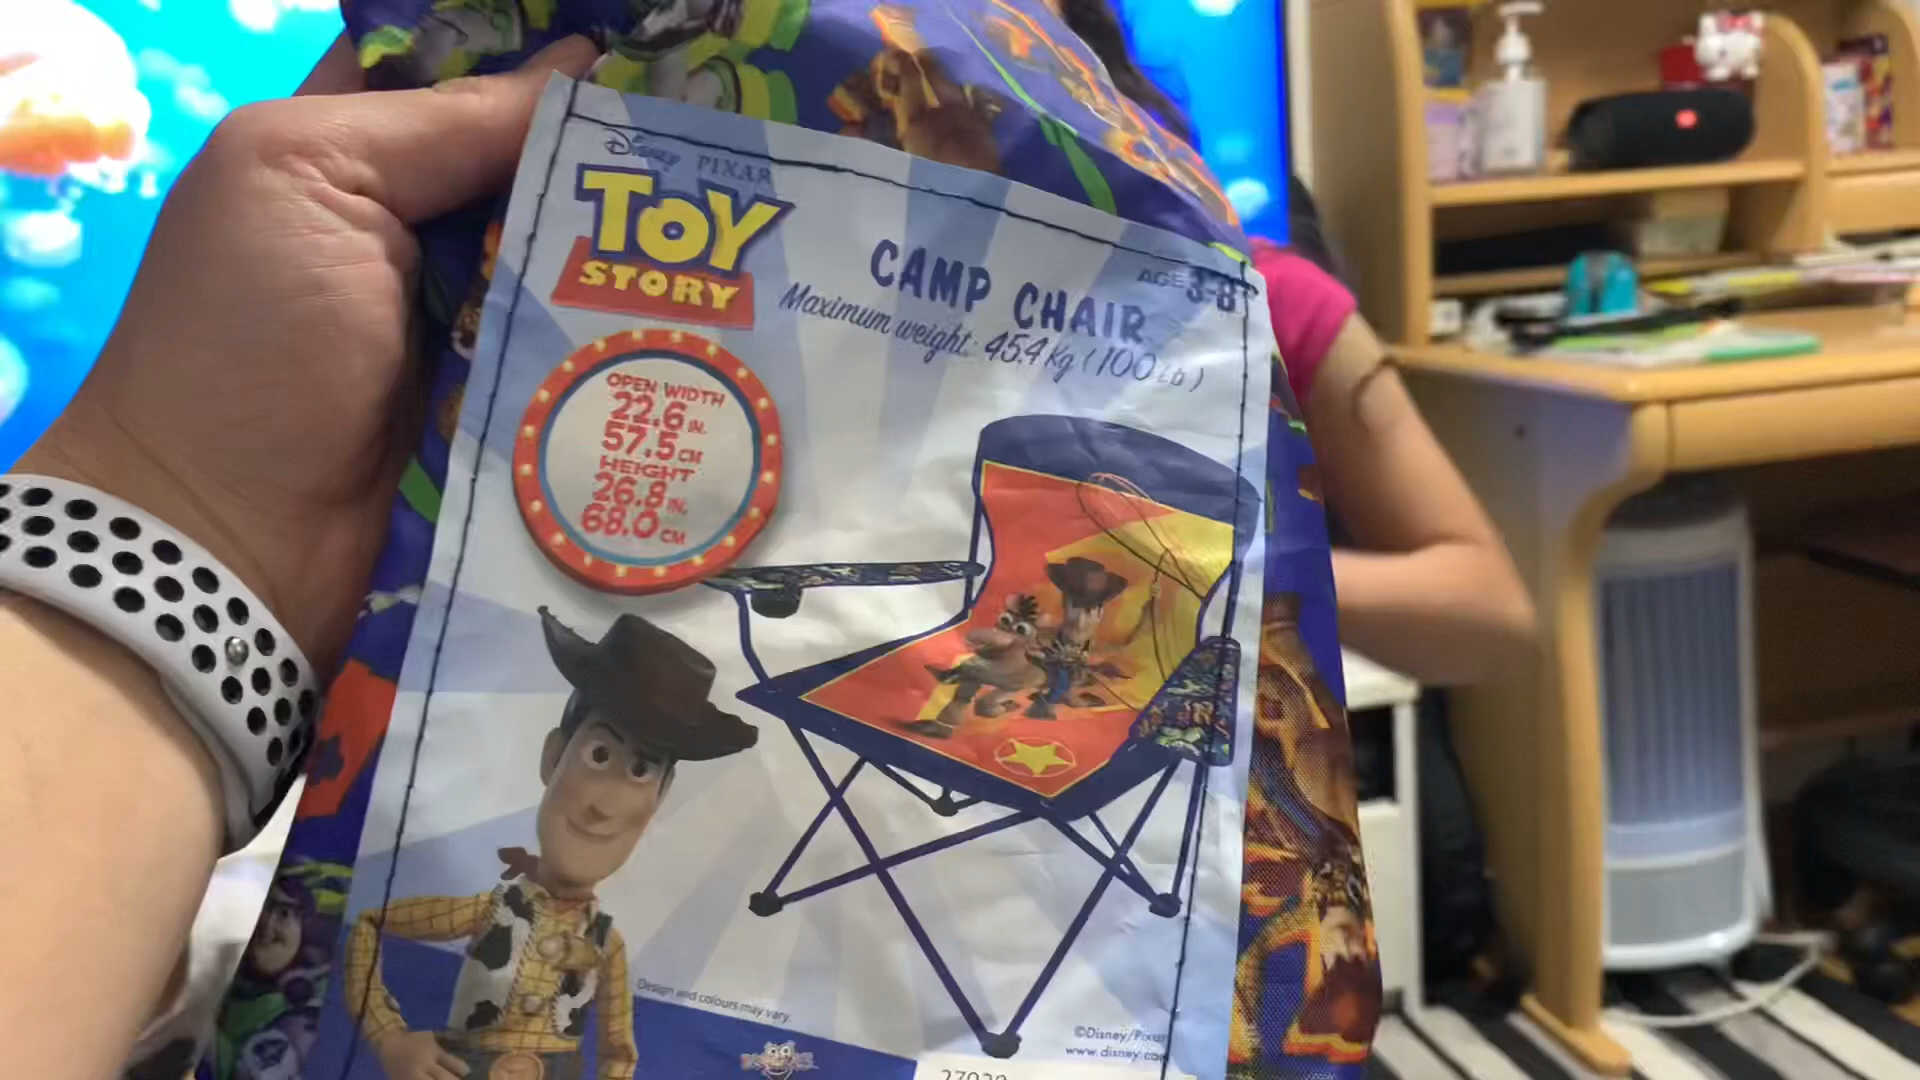 Disney PIXAR
TOY
STORY
CAMP CHAIR
AGE 3-8
Maximum weight: 45.4 Kg (100 Lb)
OPEN WIDTH
22.6 IN.
57.5 CM
HEIGHT
26.8 IN.
68.0 CM
Design and colours may vary.
©Disney/Pixar
www.disney.com